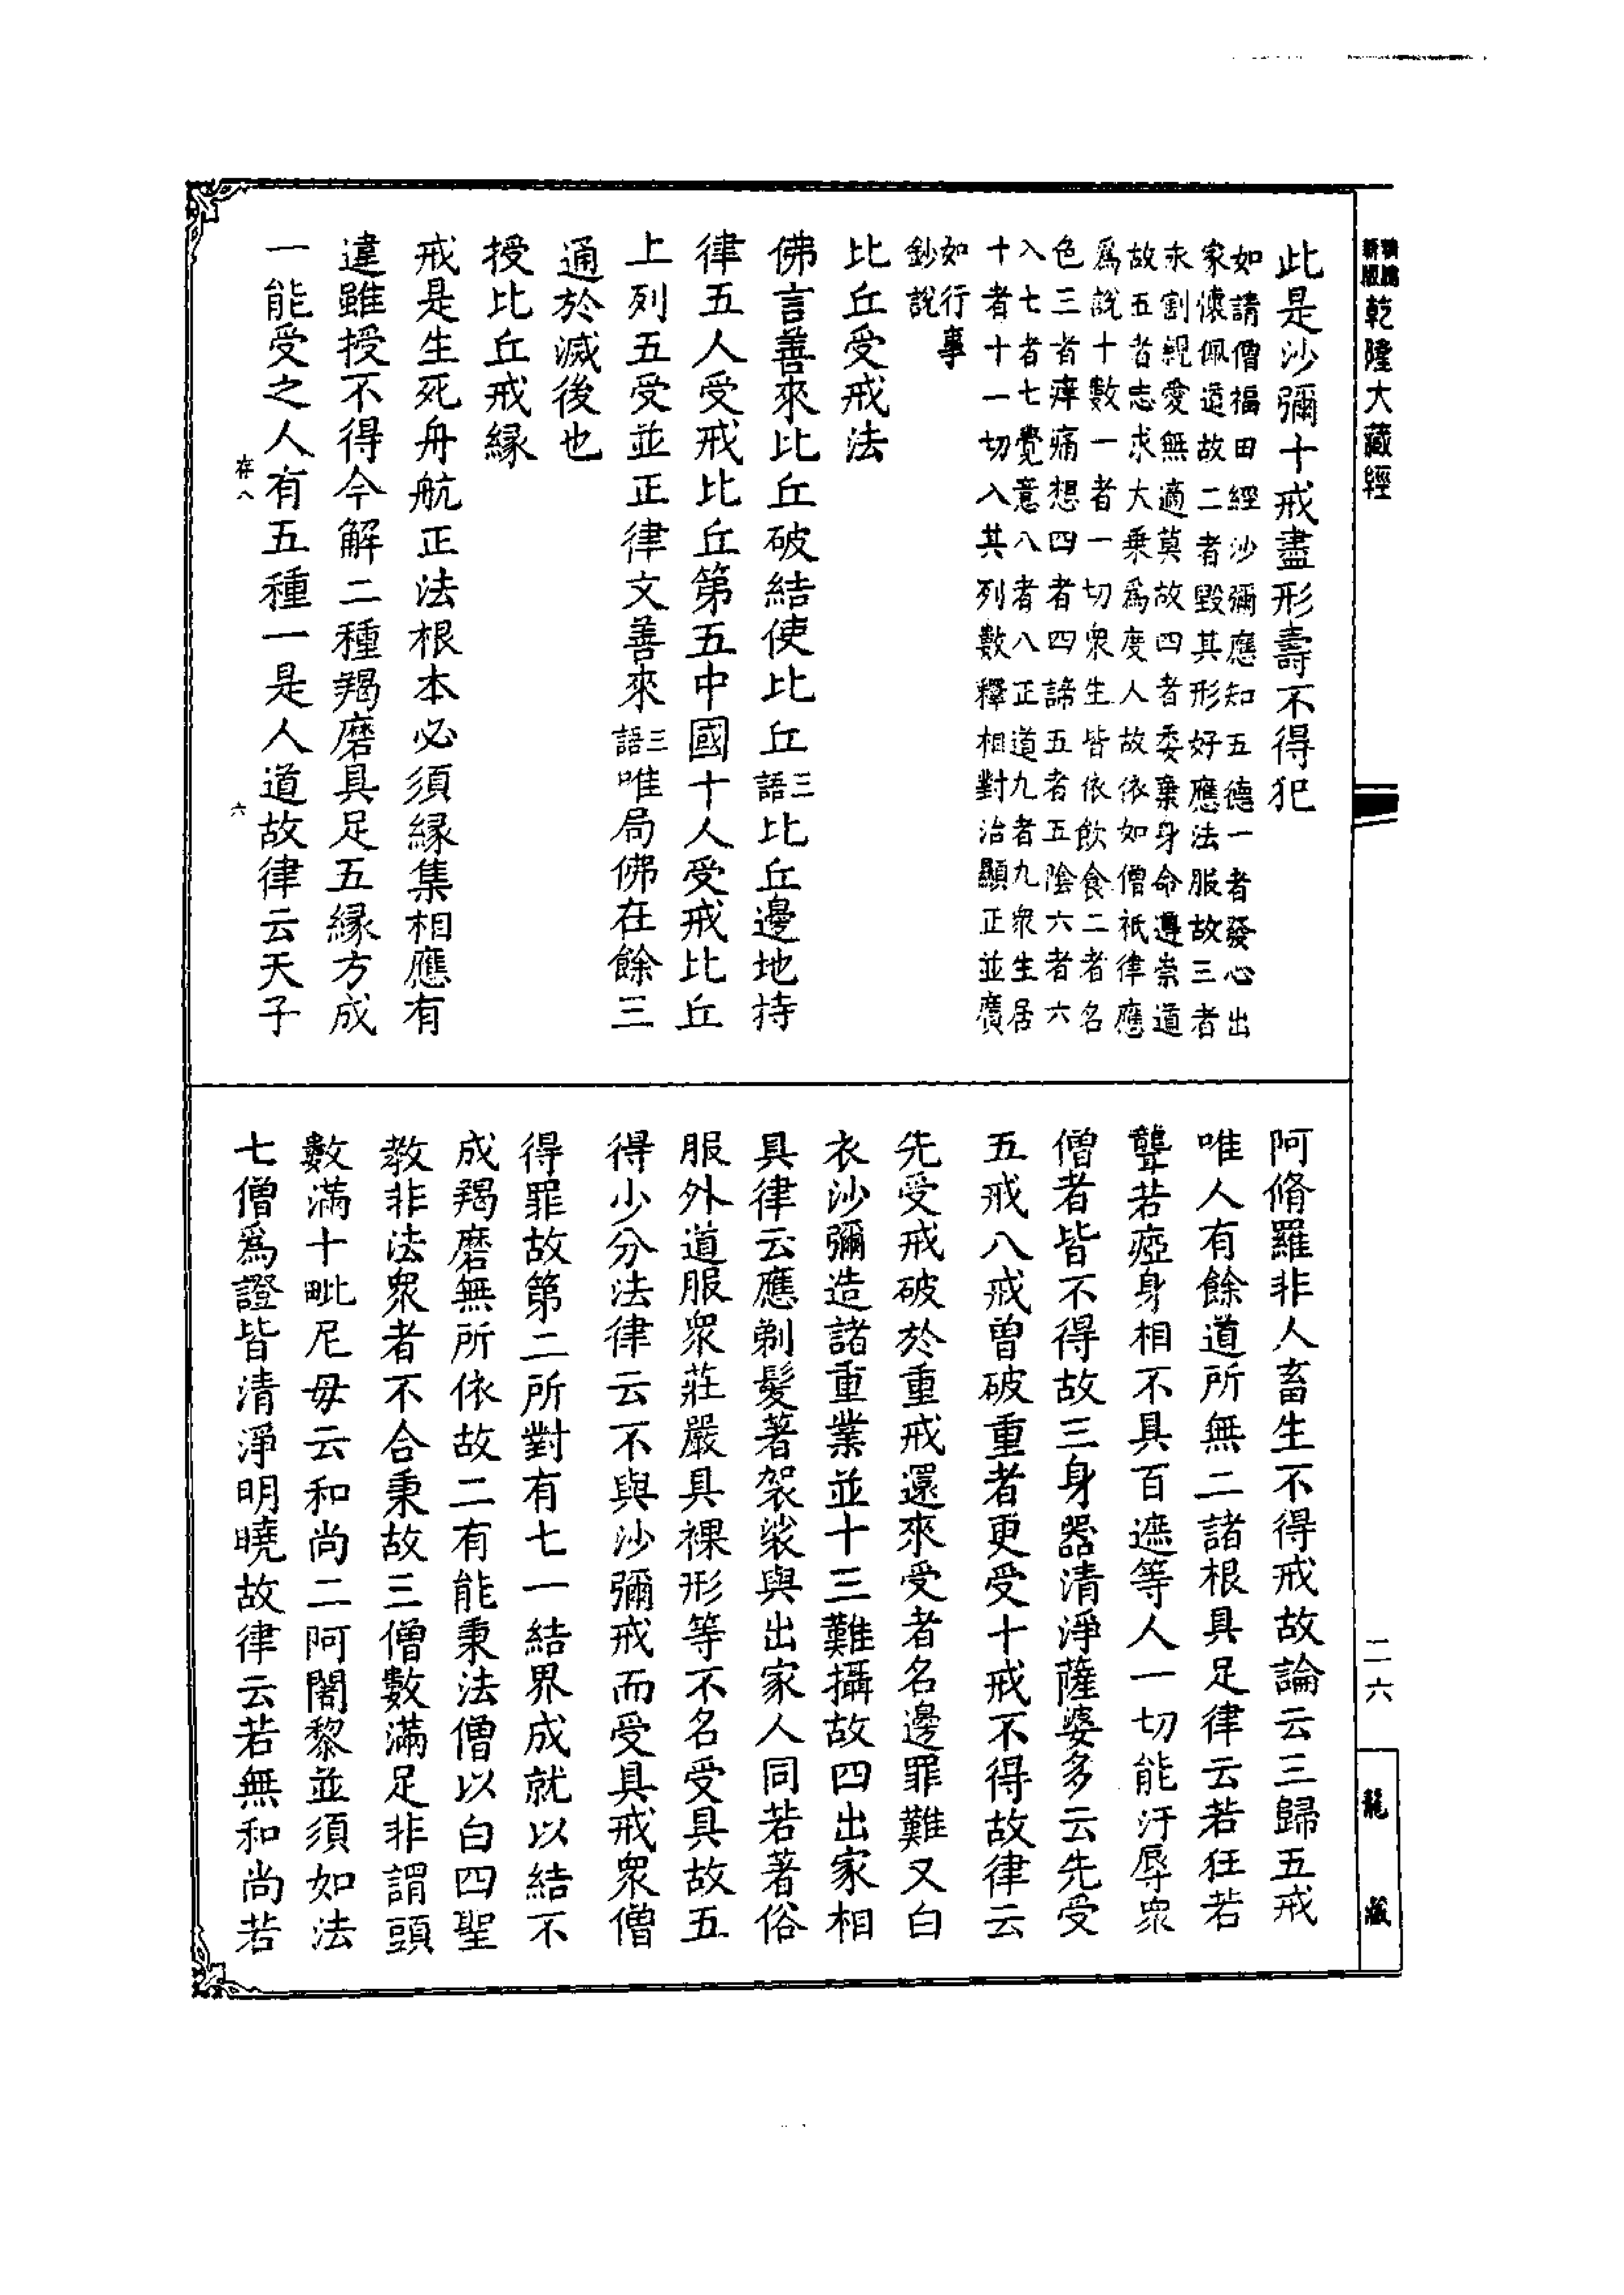 乾隆大藏經
此是沙彌十戒盡形壽不得犯
如請僧福田經沙彌應知五德一者發心出
家懷佩道故二者毀其形好應法服故三者
永割親愛無適莫故四者委棄身命遵崇道
故五者志求大乗爲度人故依如僧祇律應
爲說十數一者一切衆生皆依飲食二者名
色三者痒痛想四者四諦五者五陰六者六
入七者七覺意八者八正道九者九衆生居
十者十一切入其列數釋相對治顯正並廣
如行事
鈔說
比丘受戒法
佛言善來比丘破結使比丘三語比丘邊地持
律五人受戒比丘第五中國十人受戒比丘
上列五受並正律文善來三語唯局佛在餘三
通於滅後也
授比丘戒縁
戒是生死舟航正法根本必須縁集相應有
違雖授不得今解二種羯磨具足五縁方成
一能受之人有五種一是人道故律云天子
存八 六
阿脩羅非人畜生不得戒故論云三歸五戒
唯人有餘道所無二諸根具足律云若狂若
聾若瘂身相不具百遮等人一切能汙辱衆
僧者皆不得故三身器清淨薩婆多云先受
五戒八戒曾破重者更受十戒不得故律云
先受戒破於重戒還來受者名邊罪難又白
衣沙彌造諸重業並十三難攝故四出家相
具律云應剃髮著袈裟與出家人同若著俗
服外道服衆莊嚴具裸形等不名受具故五
得少分法律云不與沙彌戒而受具戒衆僧
得罪故第二所對有七一結界成就以結不
成羯磨無所依故二有能秉法僧以白四聖
教非法衆者不合秉故三僧數滿足非謂頭
數滿十毗尼毋云和尚二阿闍黎並須如法
七僧爲證皆清淨明曉故律云若無和尚若
二六
龍藏